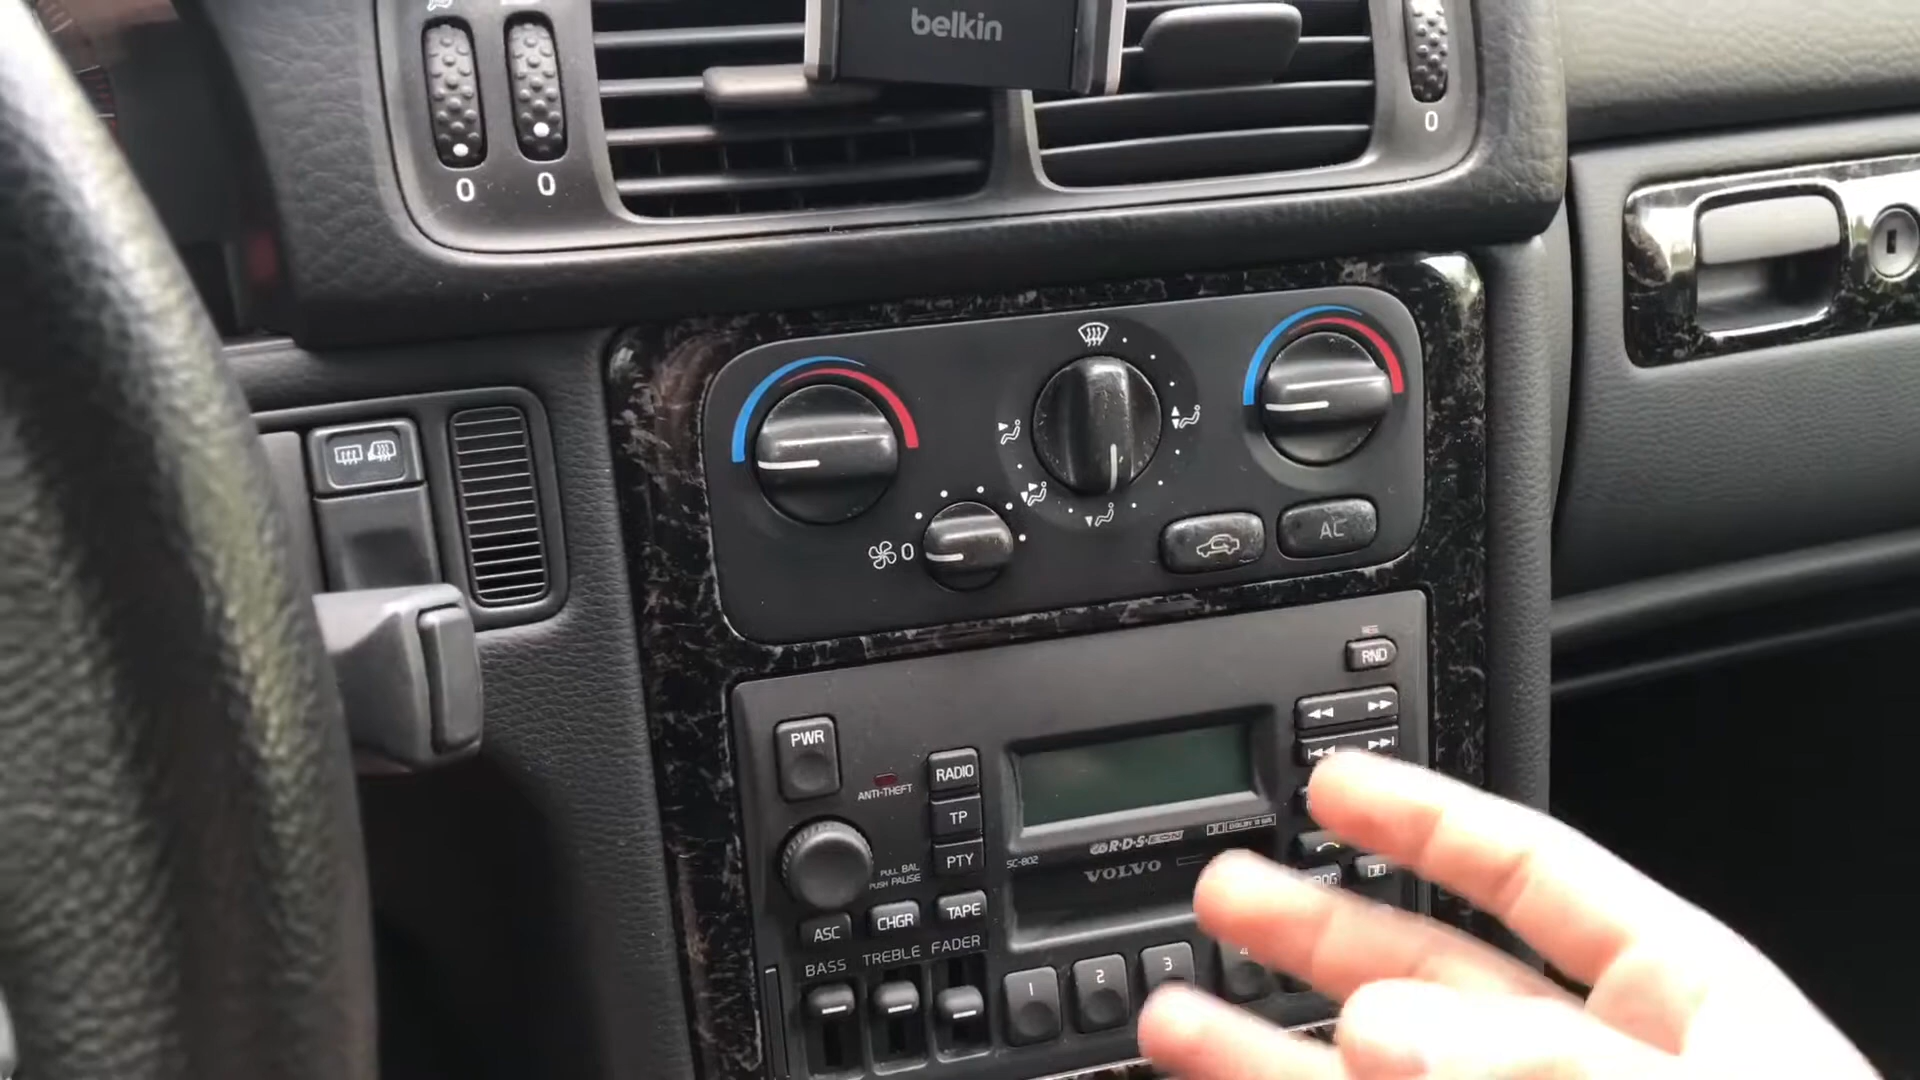 belkin
0
0
0
0
AC
RND
PWR
ANTI-THEFT
RADIO
TP
PTY
SC-802
R·D·S EON
VOLVO
PULL BAL
PUSH PAUSE
ASC
CHGR
TAPE
BASS
TREBLE
FADER
1
2
3